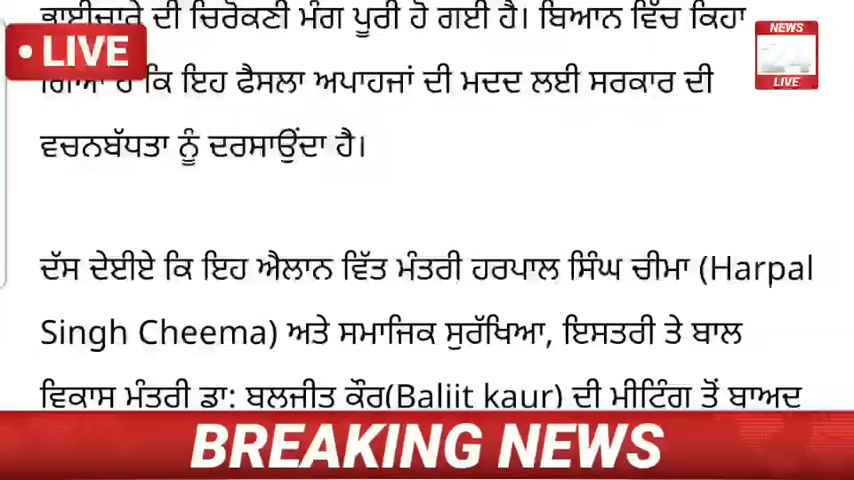 ਭਾਈਚਾਰੇ ਦੀ ਚਿਰੋਕਣੀ ਮੰਗ ਪੂਰੀ ਹੋ ਗਈ ਹੈ। ਬਿਆਨ ਵਿੱਚ ਕਿਹਾ
NEWS
24
LIVE
LIVE
ਗਿਆ ਹੈ ਕਿ ਇਹ ਫੈਸਲਾ ਅਪਾਹਜਾਂ ਦੀ ਮਦਦ ਲਈ ਸਰਕਾਰ ਦੀ
ਵਚਨਬੱਧਤਾ ਨੂੰ ਦਰਸਾਉਂਦਾ ਹੈ।
ਦੱਸ ਦੇਈਏ ਕਿ ਇਹ ਐਲਾਨ ਵਿੱਤ ਮੰਤਰੀ ਹਰਪਾਲ ਸਿੰਘ ਚੀਮਾ (Harpal
Singh Cheema) ਅਤੇ ਸਮਾਜਿਕ ਸੁਰੱਖਿਆ, ਇਸਤਰੀ ਤੇ ਬਾਲ
ਵਿਕਾਸ ਮੰਤਰੀ ਡਾ: ਬਲਜੀਤ ਕੌਰ(Baljit kaur) ਦੀ ਮੀਟਿੰਗ ਤੋਂ ਬਾਅਦ
BREAKING NEWS